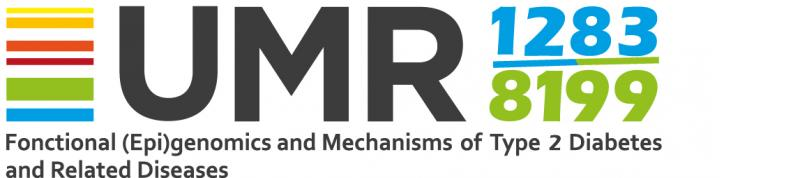 UMR 1283
8199
Fonctional (Epi)genomics and Mechanisms of Type 2 Diabetes
and Related Diseases